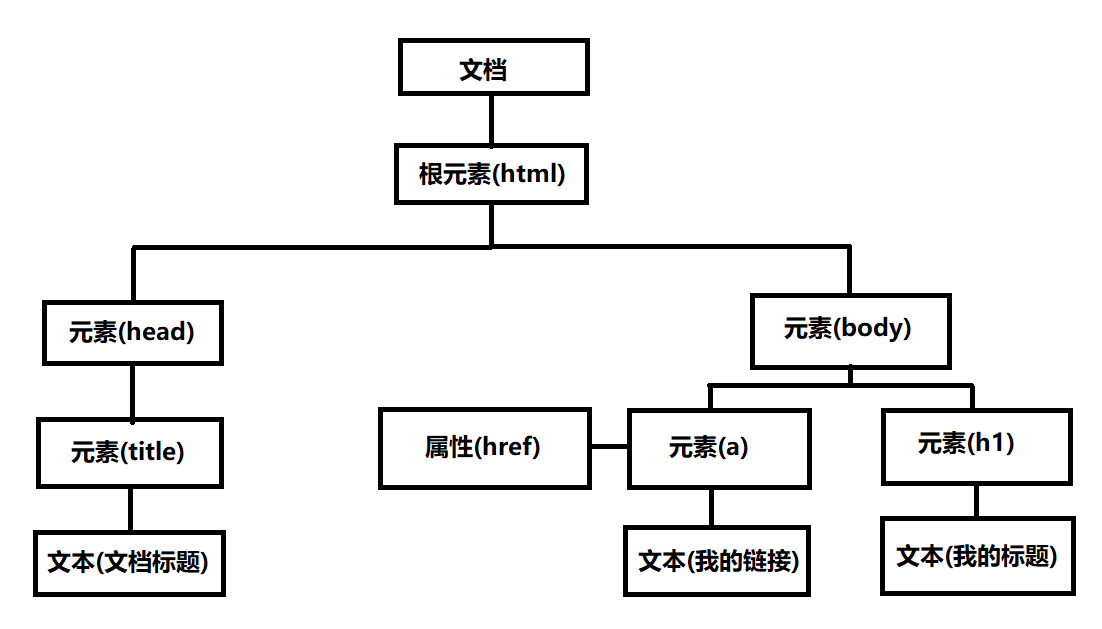 文档
根元素(html)
元素(head)
元素(body)
元素(title)
属性(href)
元素(a)
元素(h1)
文本(文档标题)
文本(我的链接)
文本(我的标题)